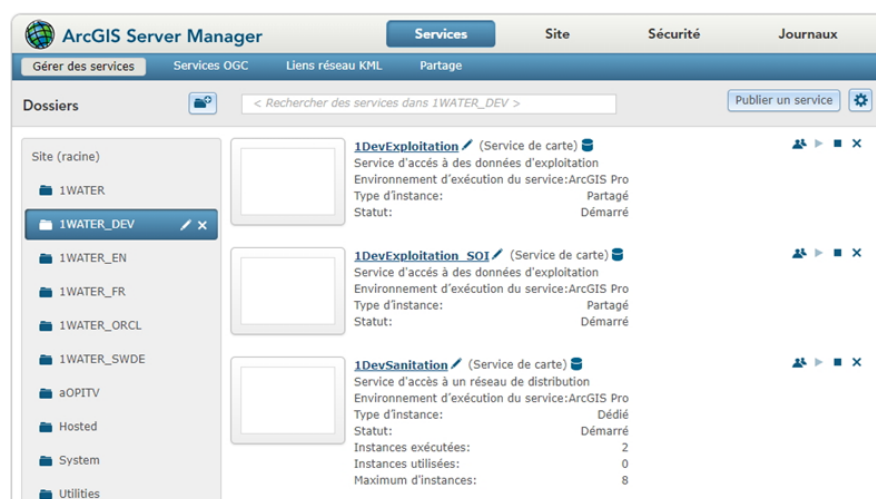 ArcGIS Server Manager
Services Site Sécurité Journaux
Gérer des services Services OGC Liens réseau KML Partage
Dossiers
< Rechercher des services dans 1WATER_DEV >
Publier un service
Site (racine)
1WATER
1WATER_DEV
1WATER_EN
1WATER_FR
1WATER_ORCL
1WATER_SWDE
aOPITV
Hosted
System
Utilities
1DevExploitation (Service de carte)
Service d'accés à des données d'exploitation
Environnement d'exécution du service:ArcGIS Pro
Type d'instance: Partagé
Statut: Démarré
1DevExploitation_SOI (Service de carte)
Service d'accés à des données d'exploitation
Environnement d'exécution du service:ArcGIS Pro
Type d'instance: Partagé
Statut: Démarré
1DevSanitation (Service de carte)
Service d'accès à un réseau de distribution
Environnement d'exécution du service:ArcGIS Pro
Type d'instance: Dédié
Statut: Démarré
Instances exécutées: 2
Instances utilisées: 0
Maximum d'instances: 8